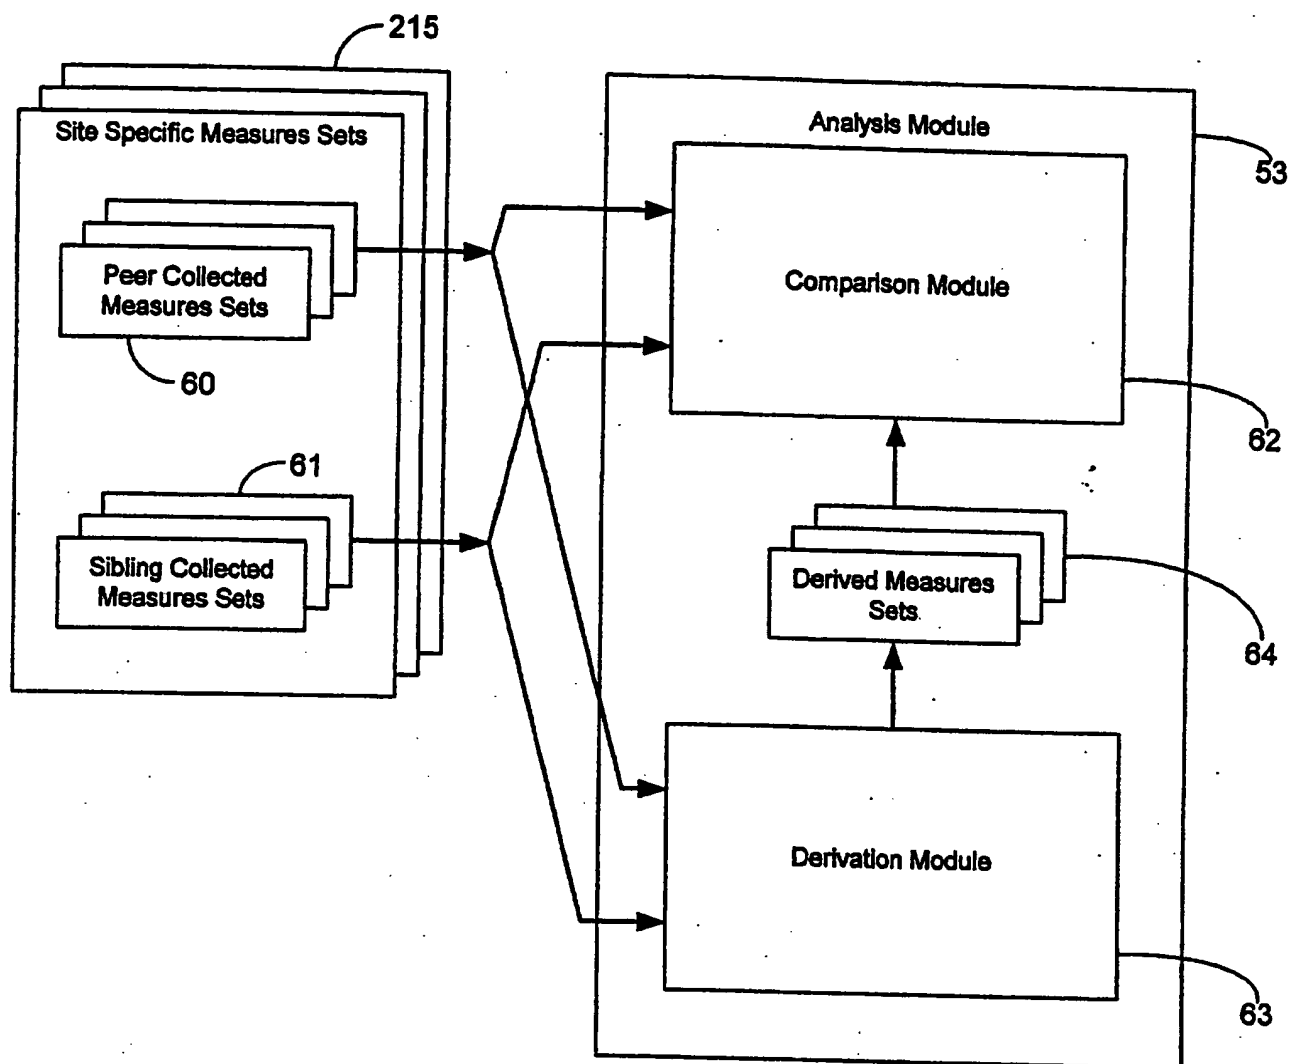 215
Site Specific Measures Sets
Analysis Module
53
Peer Collected
Measures Sets
Comparison Module
60
62
61
Sibling Collected
Measures Sets
Derived Measures
Sets
64
Derivation Module
63